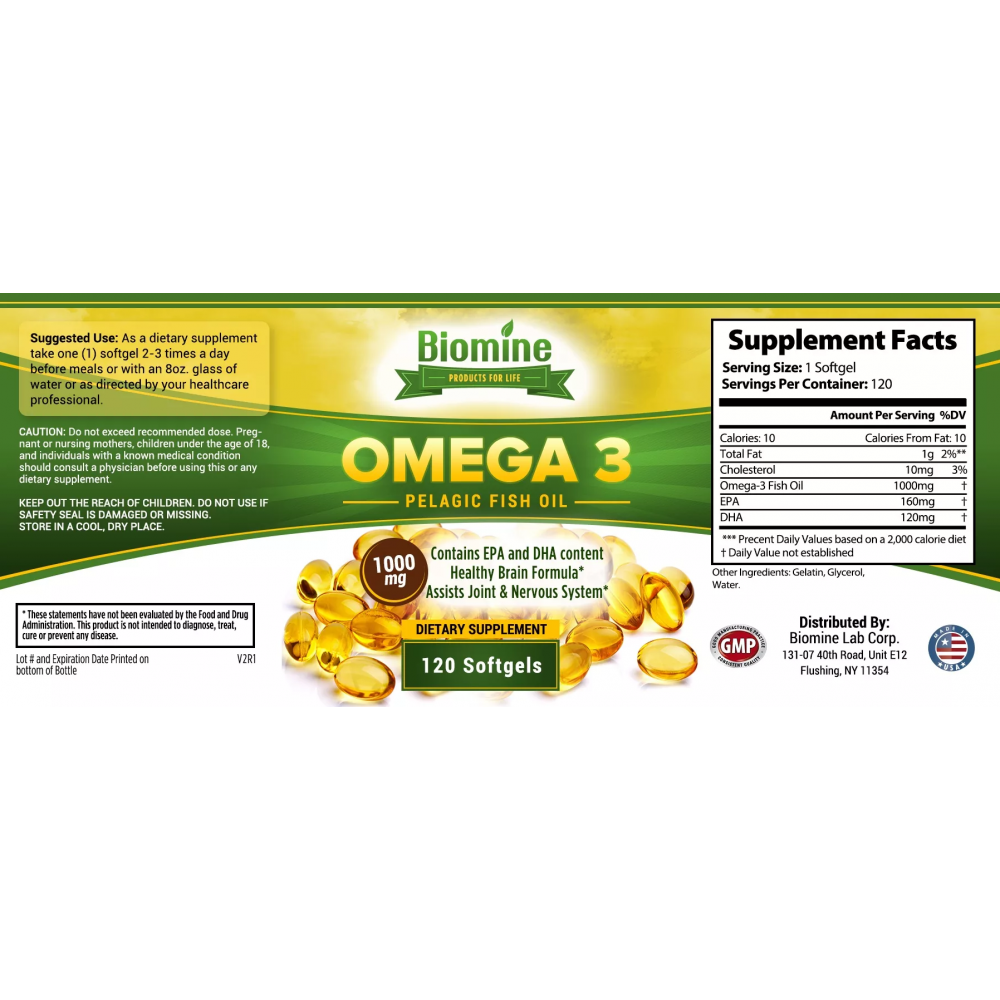 Suggested Use: As a dietary supplement
take one (1) softgel 2-3 times a day
before meals or with an 8oz. glass of
water or as directed by your healthcare
professional.
CAUTION: Do not exceed recommended dose. Preg-
nant or nursing mothers, children under the age of 18,
and individuals with a known medical condition
should consult a physician before using this or any
dietary supplement.
KEEP OUT THE REACH OF CHILDREN. DO NOT USE IF
SAFETY SEAL IS DAMAGED OR MISSING.
STORE IN A COOL, DRY PLACE.
* These statements have not been evaluated by the Food and Drug
Administration. This product is not intended to diagnose, treat,
cure or prevent any disease.
Lot # and Expiration Date Printed on
bottom of Bottle
V2R1
Biomine
PRODUCTS FOR LIFE
OMEGA 3
PELAGIC FISH OIL
1000
mg
Contains EPA and DHA content
Healthy Brain Formula*
Assists Joint & Nervous System*
DIETARY SUPPLEMENT
120 Softgels
Supplement Facts
Serving Size: 1 Softgel
Servings Per Container: 120
Amount Per Serving %DV
Calories: 10 Calories From Fat: 10
Total Fat 1g 2%**
Cholesterol 10mg 3%
Omega-3 Fish Oil 1000mg †
EPA 160mg †
DHA 120mg †
*** Precent Daily Values based on a 2,000 calorie diet
† Daily Value not established
Other Ingredients: Gelatin, Glycerol,
Water.
GOOD MANUFACTURING PRACTICE
GMP
CONSISTENT QUALITY
Distributed By:
Biomine Lab Corp.
131-07 40th Road, Unit E12
Flushing, NY 11354
MADE IN
USA